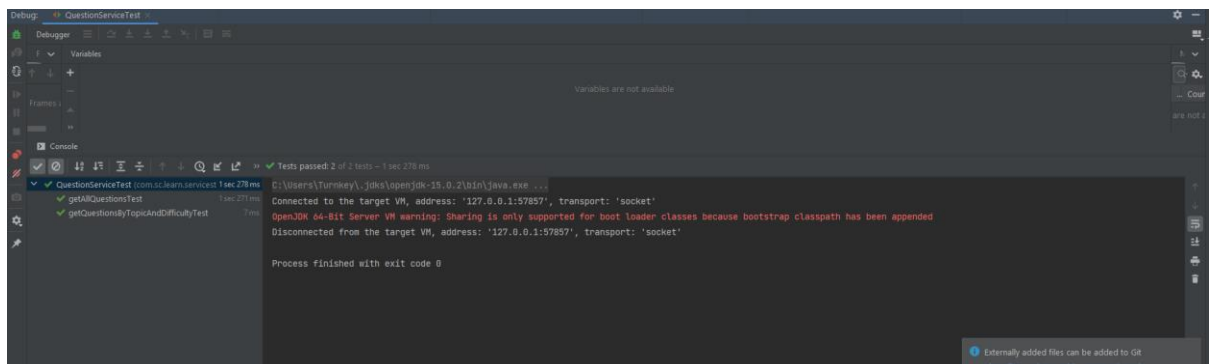 Debug: QuestionServiceTest
Debugger
Variables
Frames
Variables are not available
Cour
are not
Console
Tests passed: 2 of 2 tests – 1 sec 278 ms
QuestionServiceTest (com.sc.learn.servicest 1 sec 278 ms
getAllQuestionsTest 1 sec 271 ms
getQuestionsByTopicAndDifficultyTest 7 ms
C:\Users\Turnkey\.jdks\openjdk-15.0.2\bin\java.exe ...
Connected to the target VM, address: '127.0.0.1:57857', transport: 'socket'
OpenJDK 64-Bit Server VM warning: Sharing is only supported for boot loader classes because bootstrap classpath has been appended
Disconnected from the target VM, address: '127.0.0.1:57857', transport: 'socket'
Process finished with exit code 0
Externally added files can be added to Git